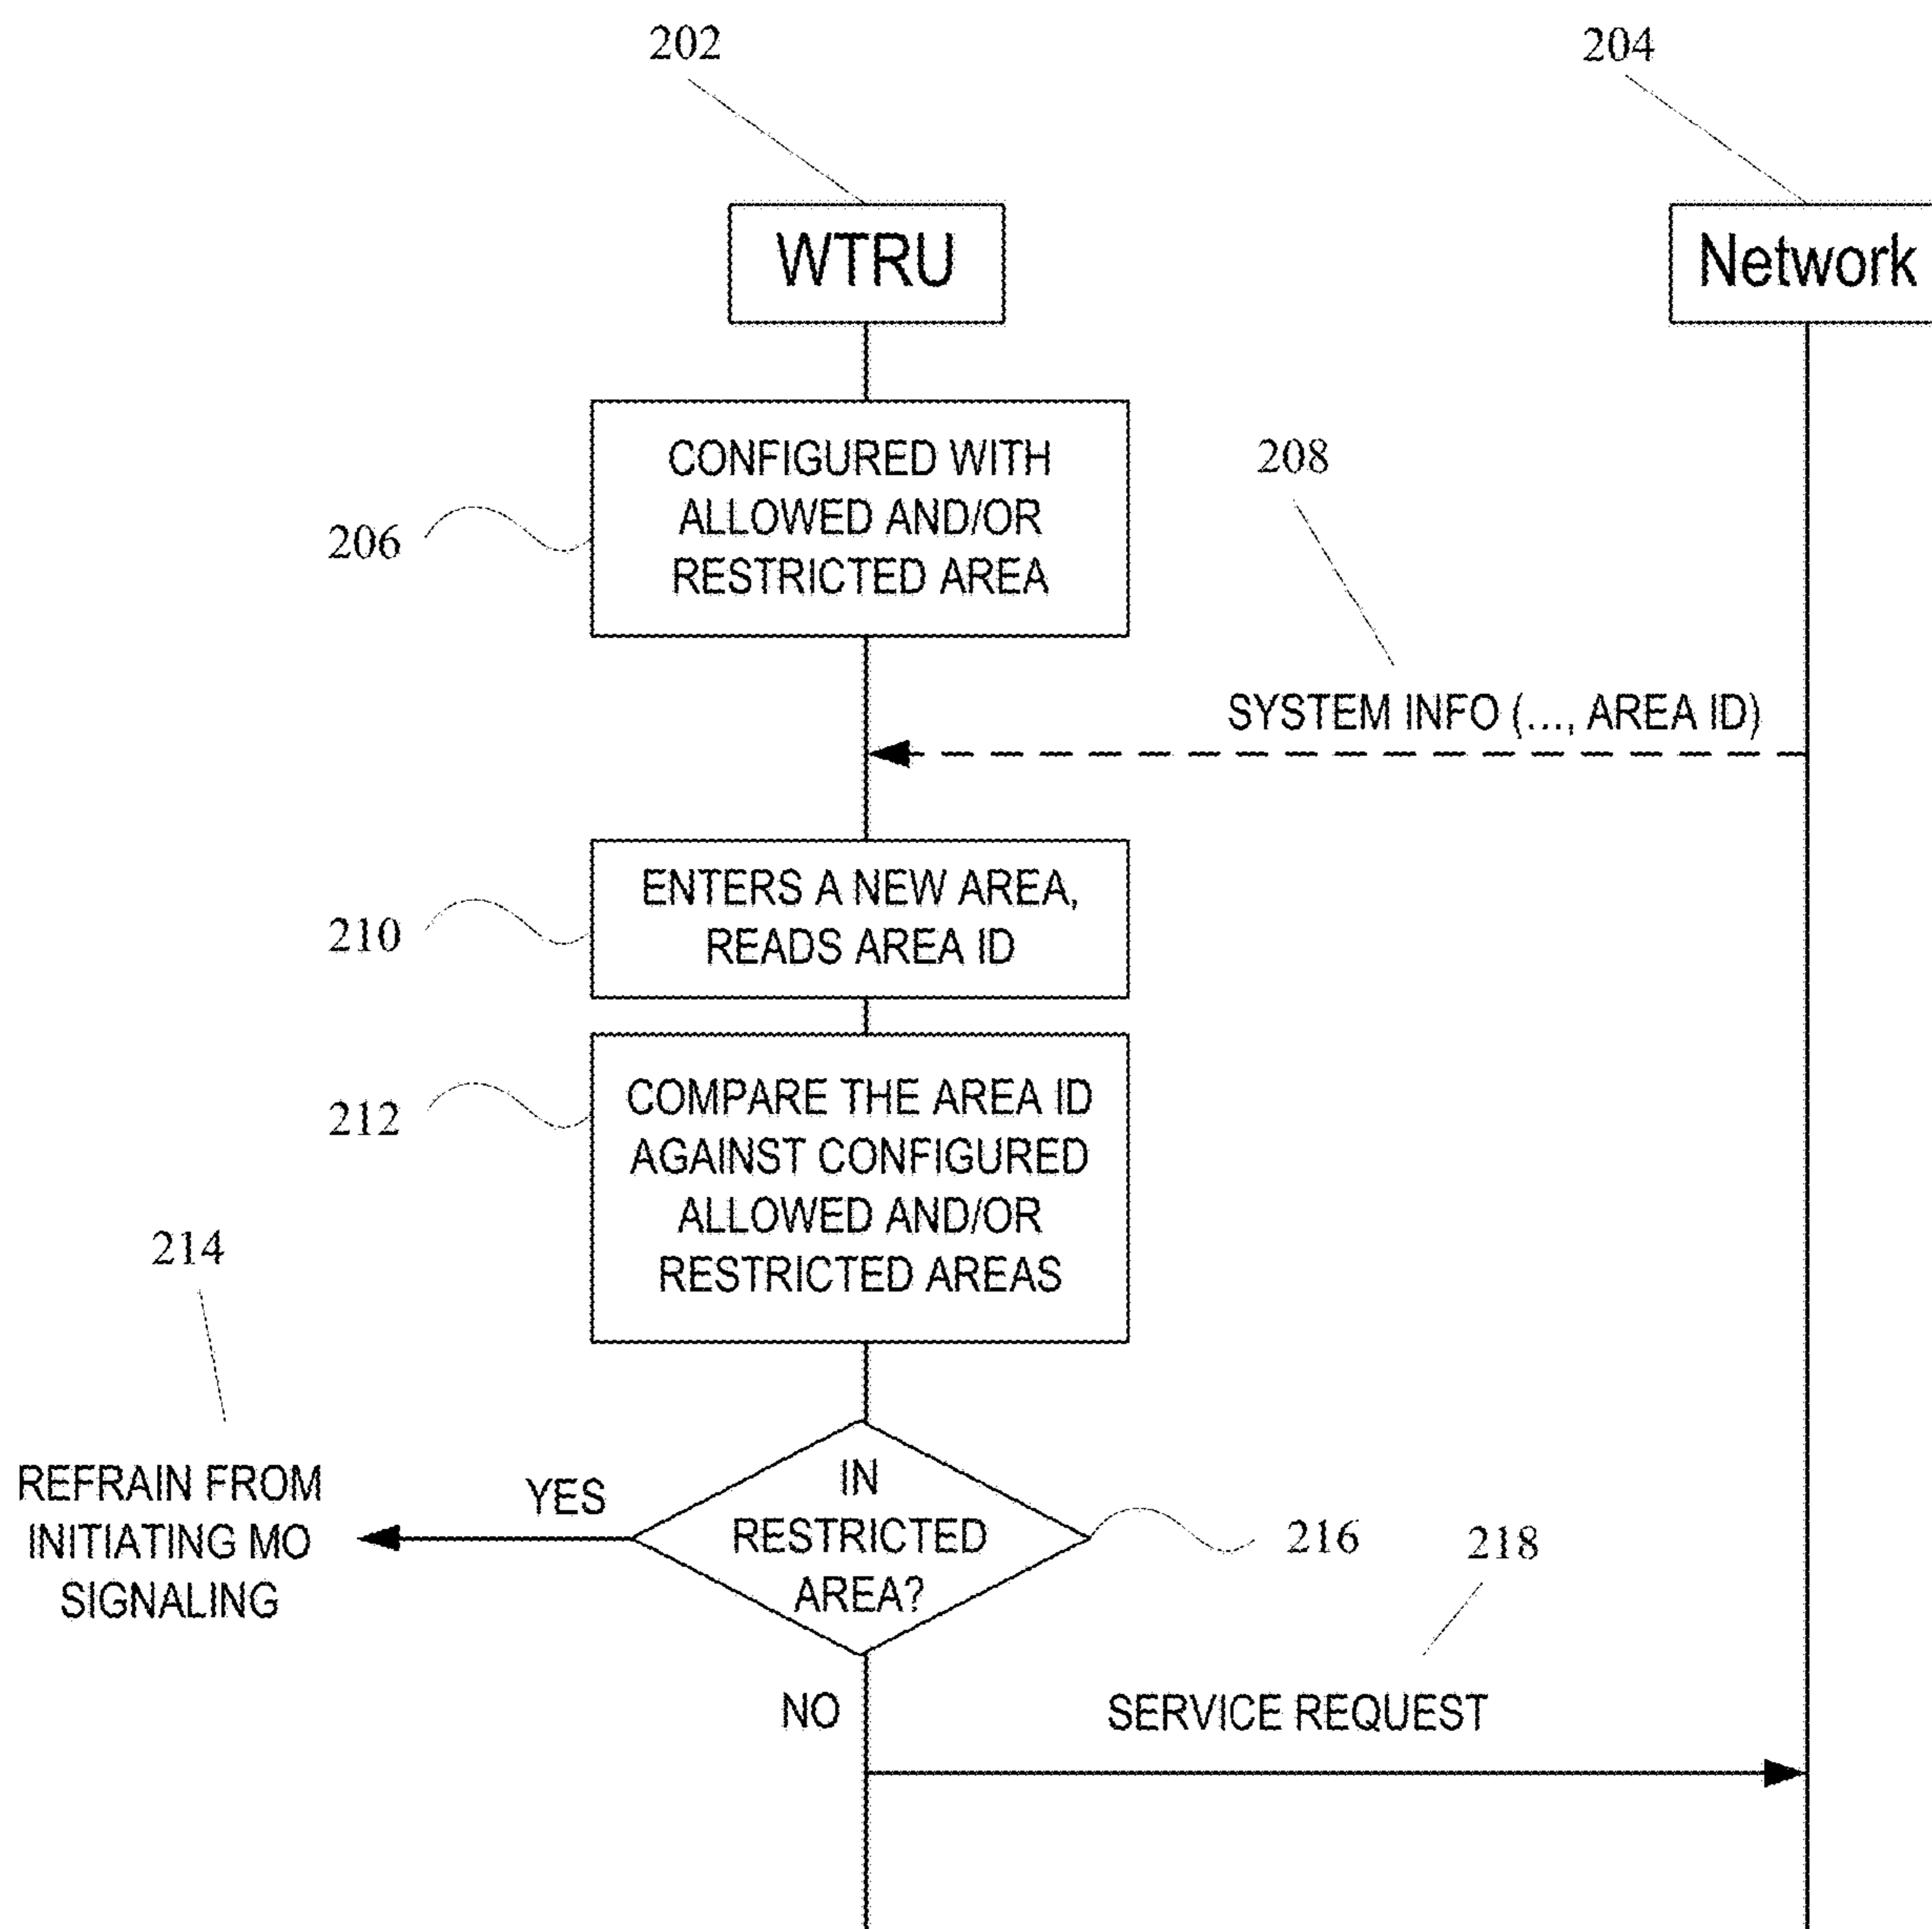 202
204
WTRU
Network
CONFIGURED WITH
ALLOWED AND/OR
RESTRICTED AREA
206
208
SYSTEM INFO (..., AREA ID)
ENTERS A NEW AREA,
READS AREA ID
210
COMPARE THE AREA ID
AGAINST CONFIGURED
ALLOWED AND/OR
RESTRICTED AREAS
212
214
REFRAIN FROM
INITIATING MO
SIGNALING
YES
IN
RESTRICTED
AREA?
216
218
NO
SERVICE REQUEST